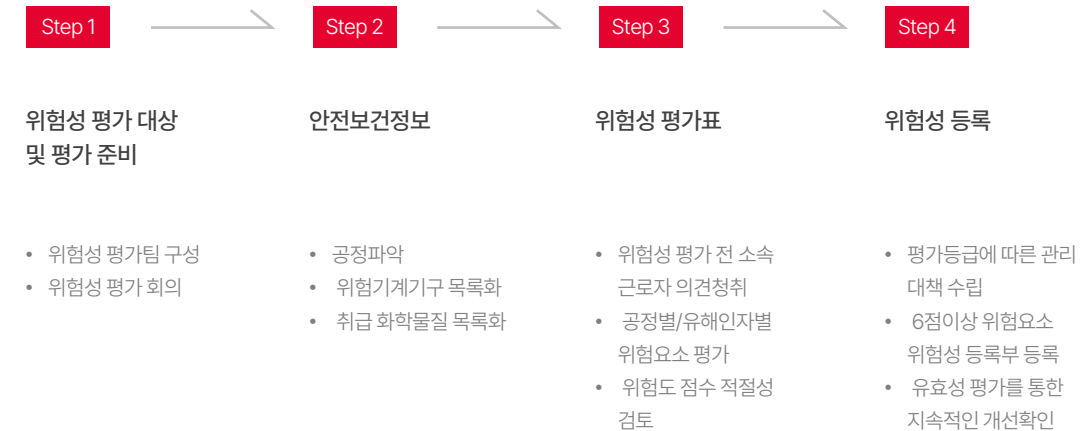 Step 1
위험성 평가 대상
및 평가 준비
• 위험성 평가팀 구성
• 위험성 평가 회의
Step 2
안전보건정보
• 공정파악
• 위험기계기구 목록화
• 취급 화학물질 목록화
Step 3
위험성 평가표
• 위험성 평가 전 소속
근로자 의견청취
• 공정별/유해인자별
위험요소 평가
• 위험도 점수 적절성
검토
Step 4
위험성 등록
• 평가등급에 따른 관리
대책 수립
• 6점이상 위험요소
위험성 등록부 등록
• 유효성 평가를 통한
지속적인 개선확인